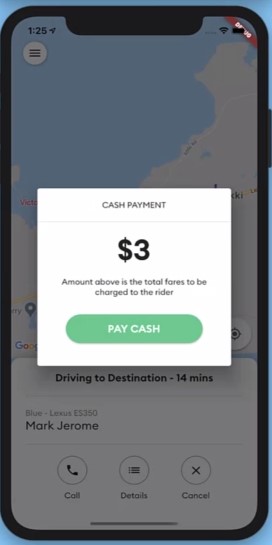 1:25
DEBUG
CASH PAYMENT
$3
Amount above is the total fares to be
charged to the rider
PAY CASH
Driving to Destination - 14 mins
Blue - Lexus ES350
Mark Jerome
Call
Details
Cancel